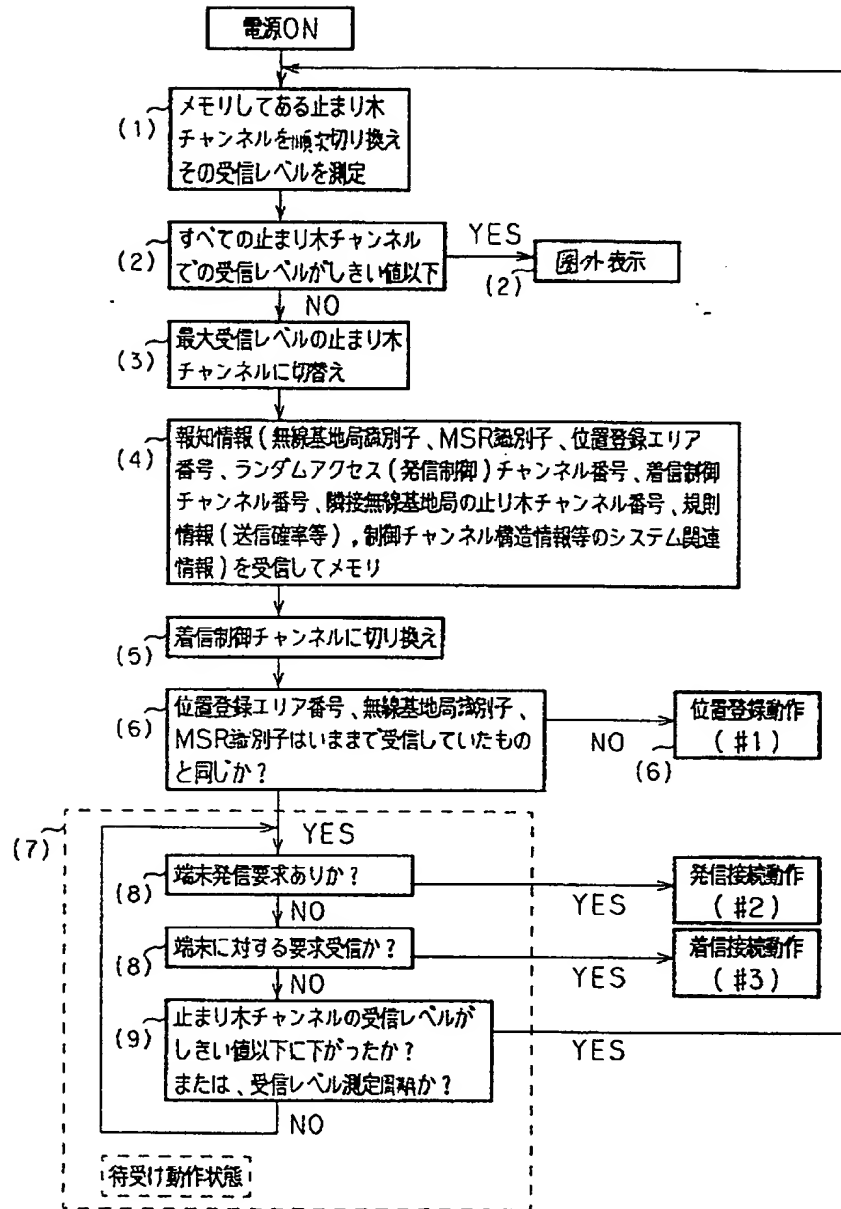 電源ON
(1)
メモリしてある止まり木
チャンネルを順次切り換え
その受信レベルを測定
(2)
すべての止まり木チャンネル
での受信レベルがしきい値以下
YES
(2)
圏外表示
NO
(3)
最大受信レベルの止まり木
チャンネルに切替え
(4)
報知情報(無線基地局識別子、MSR識別子、位置登録エリア
番号、ランダムアクセス(発信制御)チャンネル番号、着信制御
チャンネル番号、隣接無線基地局の止り木チャンネル番号、規則
情報(送信確率等),制御チャンネル構造情報等のシステム関連
情報)を受信してメモリ
(5)
着信制御チャンネルに切り換え
(6)
位置登録エリア番号、無線基地局識別子、
MSR識別子はいままで受信していたもの
と同じか?
NO
(6)
位置登録動作
(#1)
(7)
YES
(8)
端末発信要求ありか?
YES
発信接続動作
(#2)
NO
(8)
端末に対する要求受信か?
YES
着信接続動作
(#3)
NO
(9)
止まり木チャンネルの受信レベルが
しきい値以下に下がったか?
または、受信レベル測定周期か?
YES
NO
待受け動作状態